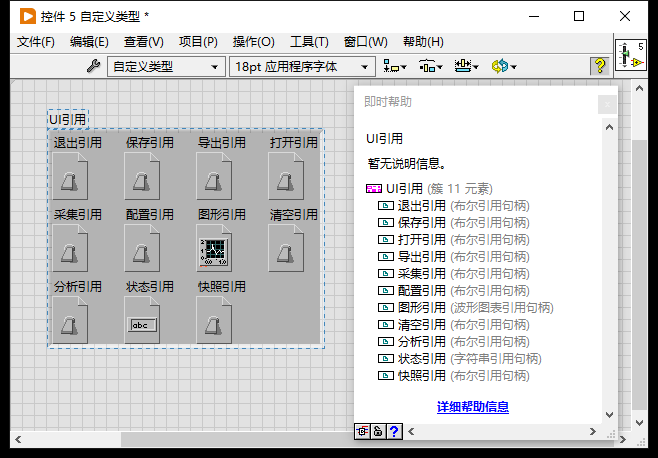 控件 5 自定义类型 *
文件(F) 编辑(E) 查看(V) 项目(P) 操作(O) 工具(T) 窗口(W) 帮助(H)
自定义类型 18pt 应用程序字体
5
UI引用
退出引用 保存引用 导出引用 打开引用
采集引用 配置引用 图形引用 清空引用
分析引用 状态引用 快照引用
abc
即时帮助
UI引用
暂无说明信息。
UI引用 (簇 11 元素)
退出引用 (布尔引用句柄)
保存引用 (布尔引用句柄)
打开引用 (布尔引用句柄)
导出引用 (布尔引用句柄)
采集引用 (布尔引用句柄)
配置引用 (布尔引用句柄)
图形引用 (波形图表引用句柄)
清空引用 (布尔引用句柄)
分析引用 (布尔引用句柄)
状态引用 (字符串引用句柄)
快照引用 (布尔引用句柄)
详细帮助信息